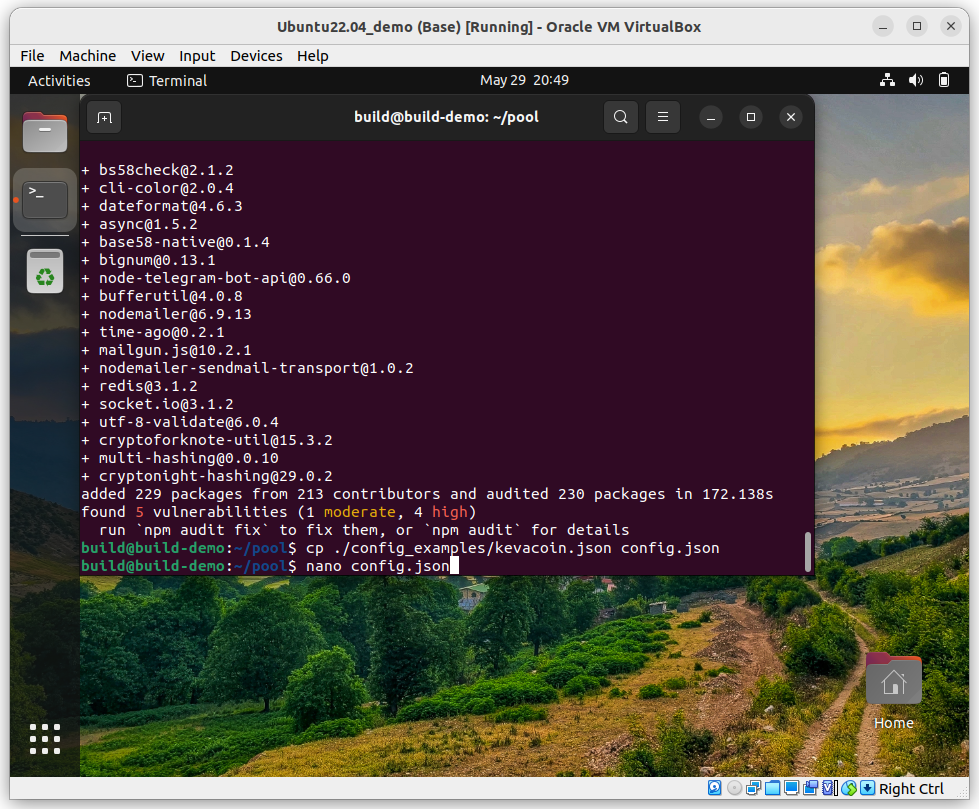 Ubuntu22.04_demo (Base) [Running] - Oracle VM VirtualBox
File Machine View Input Devices Help
Activities Terminal May 29 20:49
build@build-demo: ~/pool
+ bs58check@2.1.2
+ cli-color@2.0.4
+ dateformat@4.6.3
+ async@1.5.2
+ base58-native@0.1.4
+ bignum@0.13.1
+ node-telegram-bot-api@0.66.0
+ bufferutil@4.0.8
+ nodemailer@6.9.13
+ time-ago@0.2.1
+ mailgun.js@10.2.1
+ nodemailer-sendmail-transport@1.0.2
+ redis@3.1.2
+ socket.io@3.1.2
+ utf-8-validate@6.0.4
+ cryptoforknote-util@15.3.2
+ multi-hashing@0.0.10
+ cryptonight-hashing@29.0.2
added 229 packages from 213 contributors and audited 230 packages in 172.138s
found 5 vulnerabilities (1 moderate, 4 high)
  run `npm audit fix` to fix them, or `npm audit` for details
build@build-demo:~/pool$ cp ./config_examples/kevacoin.json config.json
build@build-demo:~/pool$ nano config.json
Home
Right Ctrl